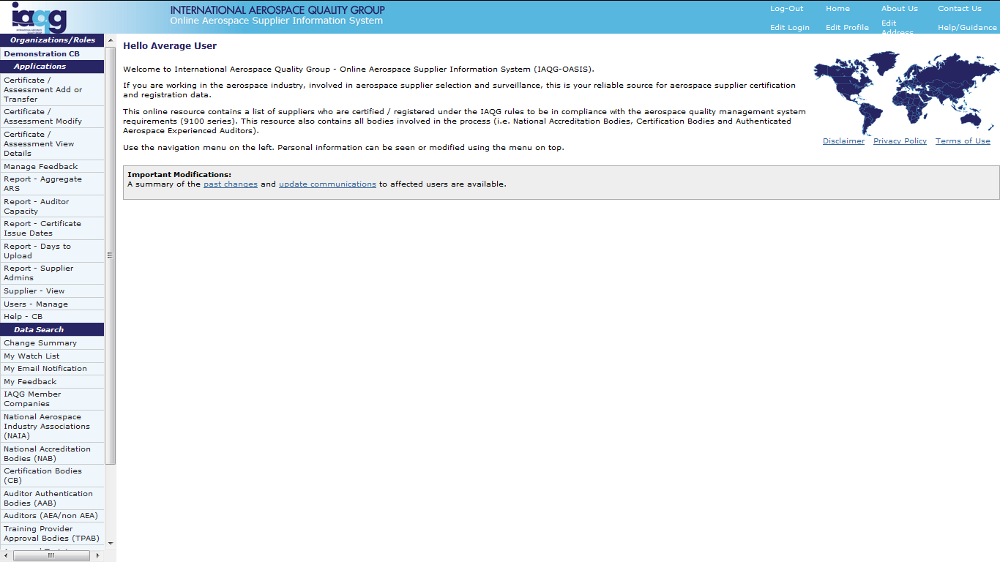 iaqg
INTERNATIONAL AEROSPACE QUALITY GROUP
Online Aerospace Supplier Information System
Log-Out
Home
About Us
Contact Us
Edit Login
Edit Profile
Edit
Address
Help/Guidance
Organizations/Roles
Demonstration CB
Applications
Certificate /
Assessment Add or
Transfer
Certificate /
Assessment Modify
Certificate /
Assessment View
Details
Manage Feedback
Report - Aggregate
ARS
Report - Auditor
Capacity
Report - Certificate
Issue Dates
Report - Days to
Upload
Report - Supplier
Admins
Supplier - View
Users - Manage
Help - CB
Data Search
Change Summary
My Watch List
My Email Notification
My Feedback
IAQG Member
Companies
National Aerospace
Industry Associations
(NAIA)
National Accreditation
Bodies (NAB)
Certification Bodies
(CB)
Auditor Authentication
Bodies (AAB)
Auditors (AEA/non AEA)
Training Provider
Approval Bodies (TPAB)
Hello Average User
Welcome to International Aerospace Quality Group - Online Aerospace Supplier Information System (IAQG-OASIS).
If you are working in the aerospace industry, involved in aerospace supplier selection and surveillance, this is your reliable source for aerospace supplier certification
and registration data.
This online resource contains a list of suppliers who are certified / registered under the IAQG rules to be in compliance with the aerospace quality management system
requirements (9100 series). This resource also contains all bodies involved in the process (i.e. National Accreditation Bodies, Certification Bodies and Authenticated
Aerospace Experienced Auditors).
Use the navigation menu on the left. Personal information can be seen or modified using the menu on top.
Disclaimer Privacy Policy Terms of Use
Important Modifications:
A summary of the past changes and update communications to affected users are available.